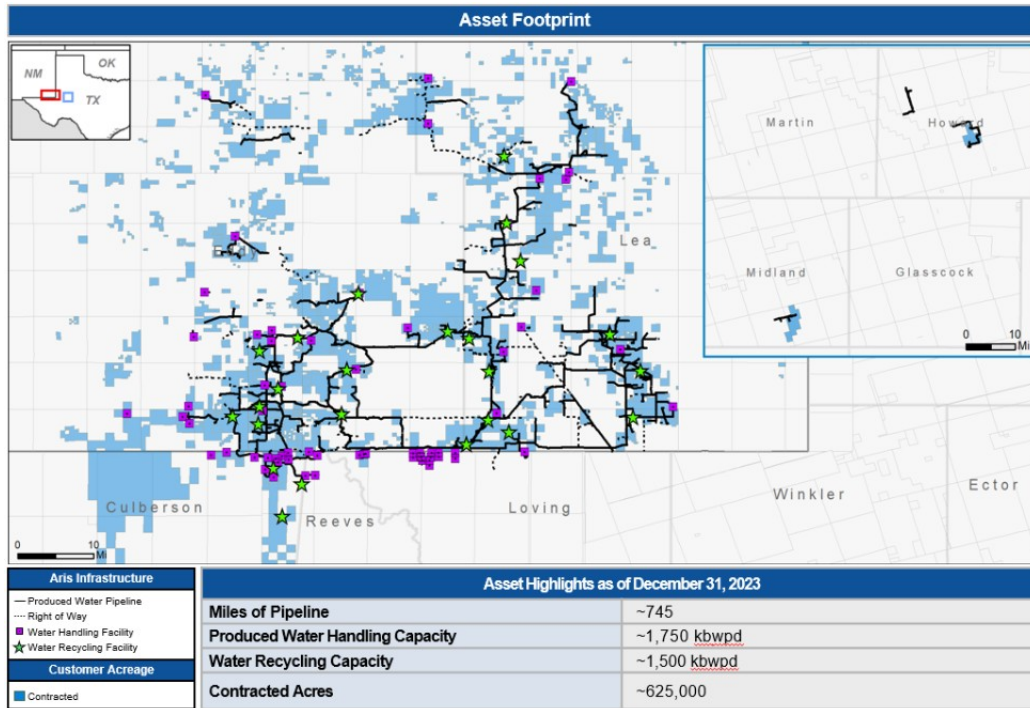 Asset Footprint
NM
OK
TX
Martin
Howard
Midland
Glasscock
0 10
Mi
Lea
Culberson
Reeves
Loving
Winkler
Ector
0 10
Mi
Aris Infrastructure
Produced Water Pipeline
Right of Way
Water Handling Facility
Water Recycling Facility
Customer Acreage
Contracted
Asset Highlights as of December 31, 2023
Miles of Pipeline ~745
Produced Water Handling Capacity ~1,750 kbwpd
Water Recycling Capacity ~1,500 kbwpd
Contracted Acres ~625,000